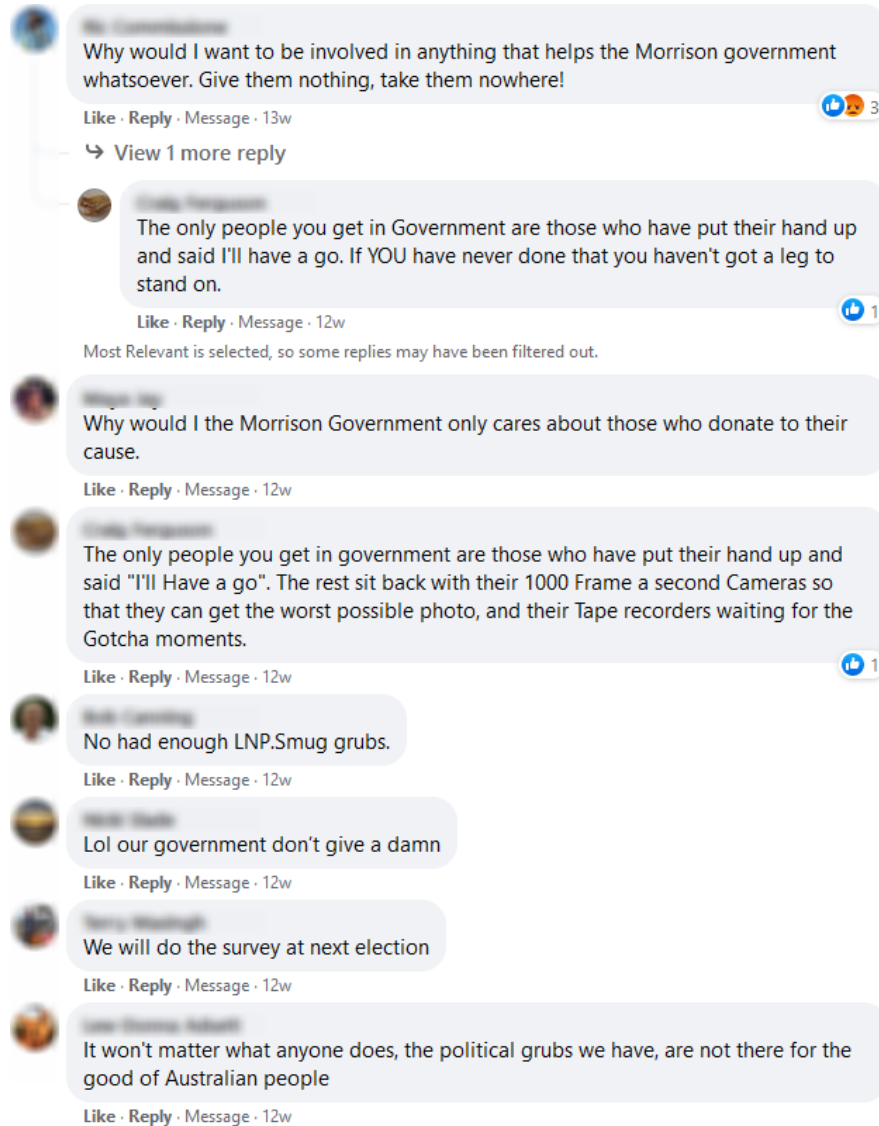 Why would I want to be involved in anything that helps the Morrison government
whatsoever. Give them nothing, take them nowhere!
3
Like · Reply · Message · 13w
View 1 more reply
The only people you get in Government are those who have put their hand up
and said I'll have a go. If YOU have never done that you haven't got a leg to
stand on.
1
Like · Reply · Message · 12w
Most Relevant is selected, so some replies may have been filtered out.
Why would I the Morrison Government only cares about those who donate to their
cause.
Like · Reply · Message · 12w
The only people you get in government are those who have put their hand up and
said "I'll Have a go". The rest sit back with their 1000 Frame a second Cameras so
that they can get the worst possible photo, and their Tape recorders waiting for the
Gotcha moments.
1
Like · Reply · Message · 12w
No had enough LNP.Smug grubs.
Like · Reply · Message · 12w
Lol our government don’t give a damn
Like · Reply · Message · 12w
We will do the survey at next election
Like · Reply · Message · 12w
It won't matter what anyone does, the political grubs we have, are not there for the
good of Australian people
Like · Reply · Message · 12w